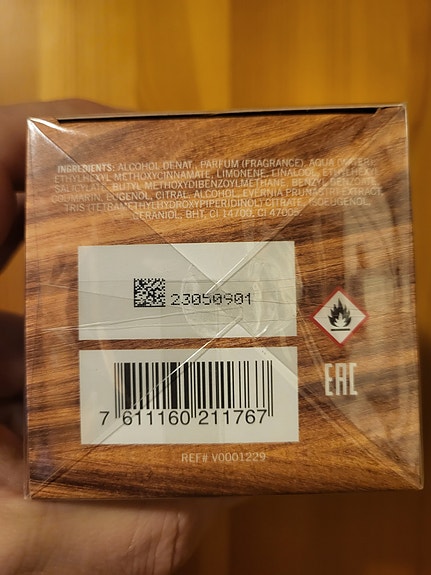 INGREDIENTS: ALCOHOL DENAT., PARFUM (FRAGRANCE), AQUA (WATER),
ETHYLHEXYL METHOXYCINNAMATE, LIMONENE, LINALOOL, ETHYLHEXYL
SALICYLATE, BUTYL METHOXYDIBENZOYLMETHANE, BENZYL BENZOATE,
COUMARIN, EUGENOL, CITRAL, ALCOHOL, EVERNIA PRUNASTRI EXTRACT,
TRIS (TETRAMETHYLHYDROXYPIPERIDINOL) CITRATE, ISOEUGENOL,
GERANIOL, BHT, CI 14700, CI 47005.
23050901
7 611160 211767
EAC
REF# V0001229